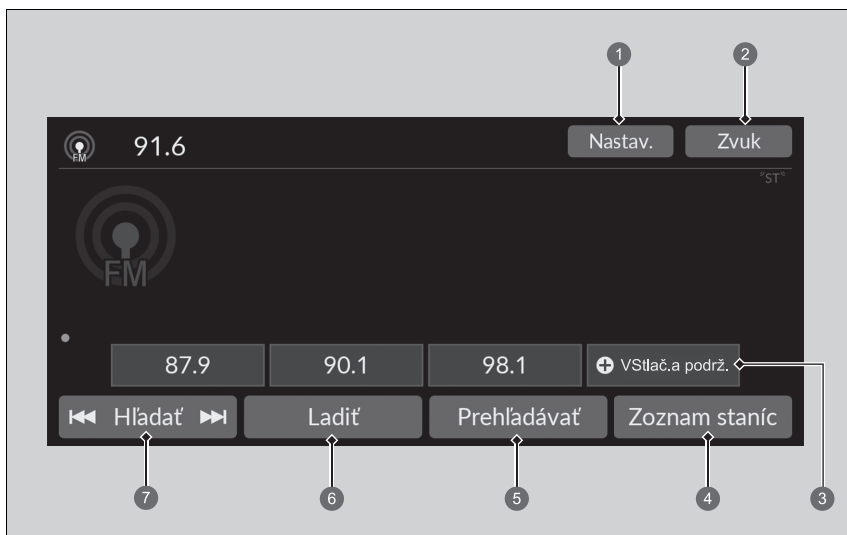 1 2
FM 91.6 Nastav. Zvuk
"ST"
FM
87.9 90.1 98.1 VStlač.a podrž.
Hľadať Ladiť Prehľadávať Zoznam staníc
7 6 5 4 3